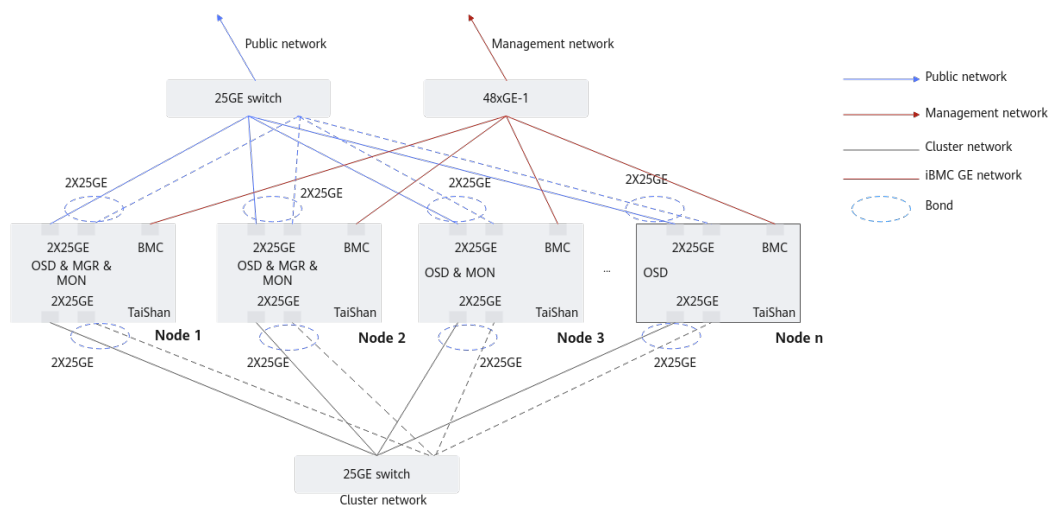 Public network
Management network
25GE switch
48xGE-1
Public network
Management network
Cluster network
iBMC GE network
Bond
2X25GE
2X25GE
2X25GE
2X25GE
2X25GE
BMC
OSD & MGR &
MON
2X25GE
TaiShan
Node 1
2X25GE
BMC
OSD & MGR &
MON
2X25GE
TaiShan
Node 2
2X25GE
BMC
OSD & MON
2X25GE
TaiShan
Node 3
...
2X25GE
BMC
OSD
2X25GE
TaiShan
Node n
2X25GE
2X25GE
2X25GE
2X25GE
25GE switch
Cluster network